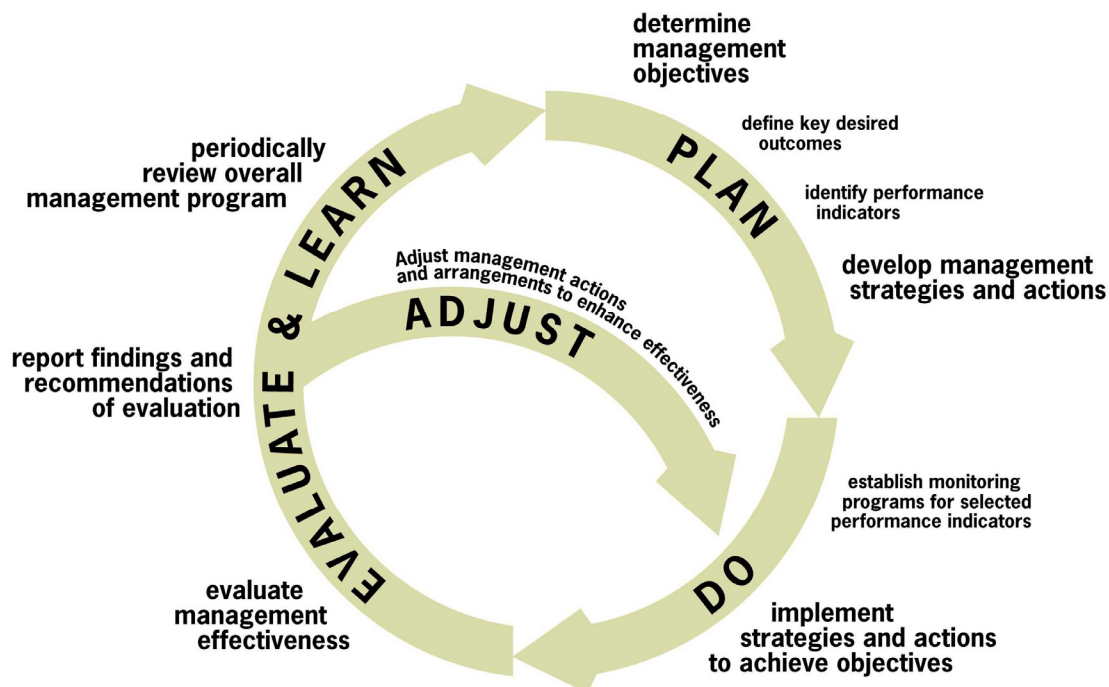 determine
management
objectives
define key desired
outcomes
PLAN
identify performance
indicators
develop management
strategies and actions
establish monitoring
programs for selected
performance indicators
DO
implement
strategies and actions
to achieve objectives
evaluate
management
effectiveness
EVALUATE & LEARN
report findings and
recommendations
of evaluation
periodically
review overall
management program
Adjust management actions
and arrangements to enhance effectiveness
ADJUST